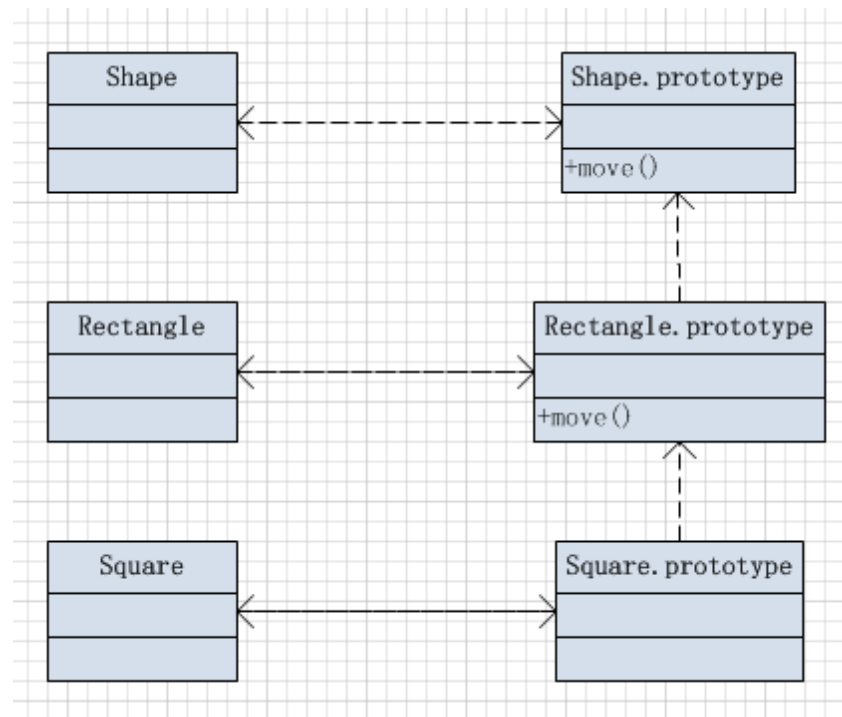 Shape
Shape.prototype
+move()
Rectangle
Rectangle.prototype
+move()
Square
Square.prototype